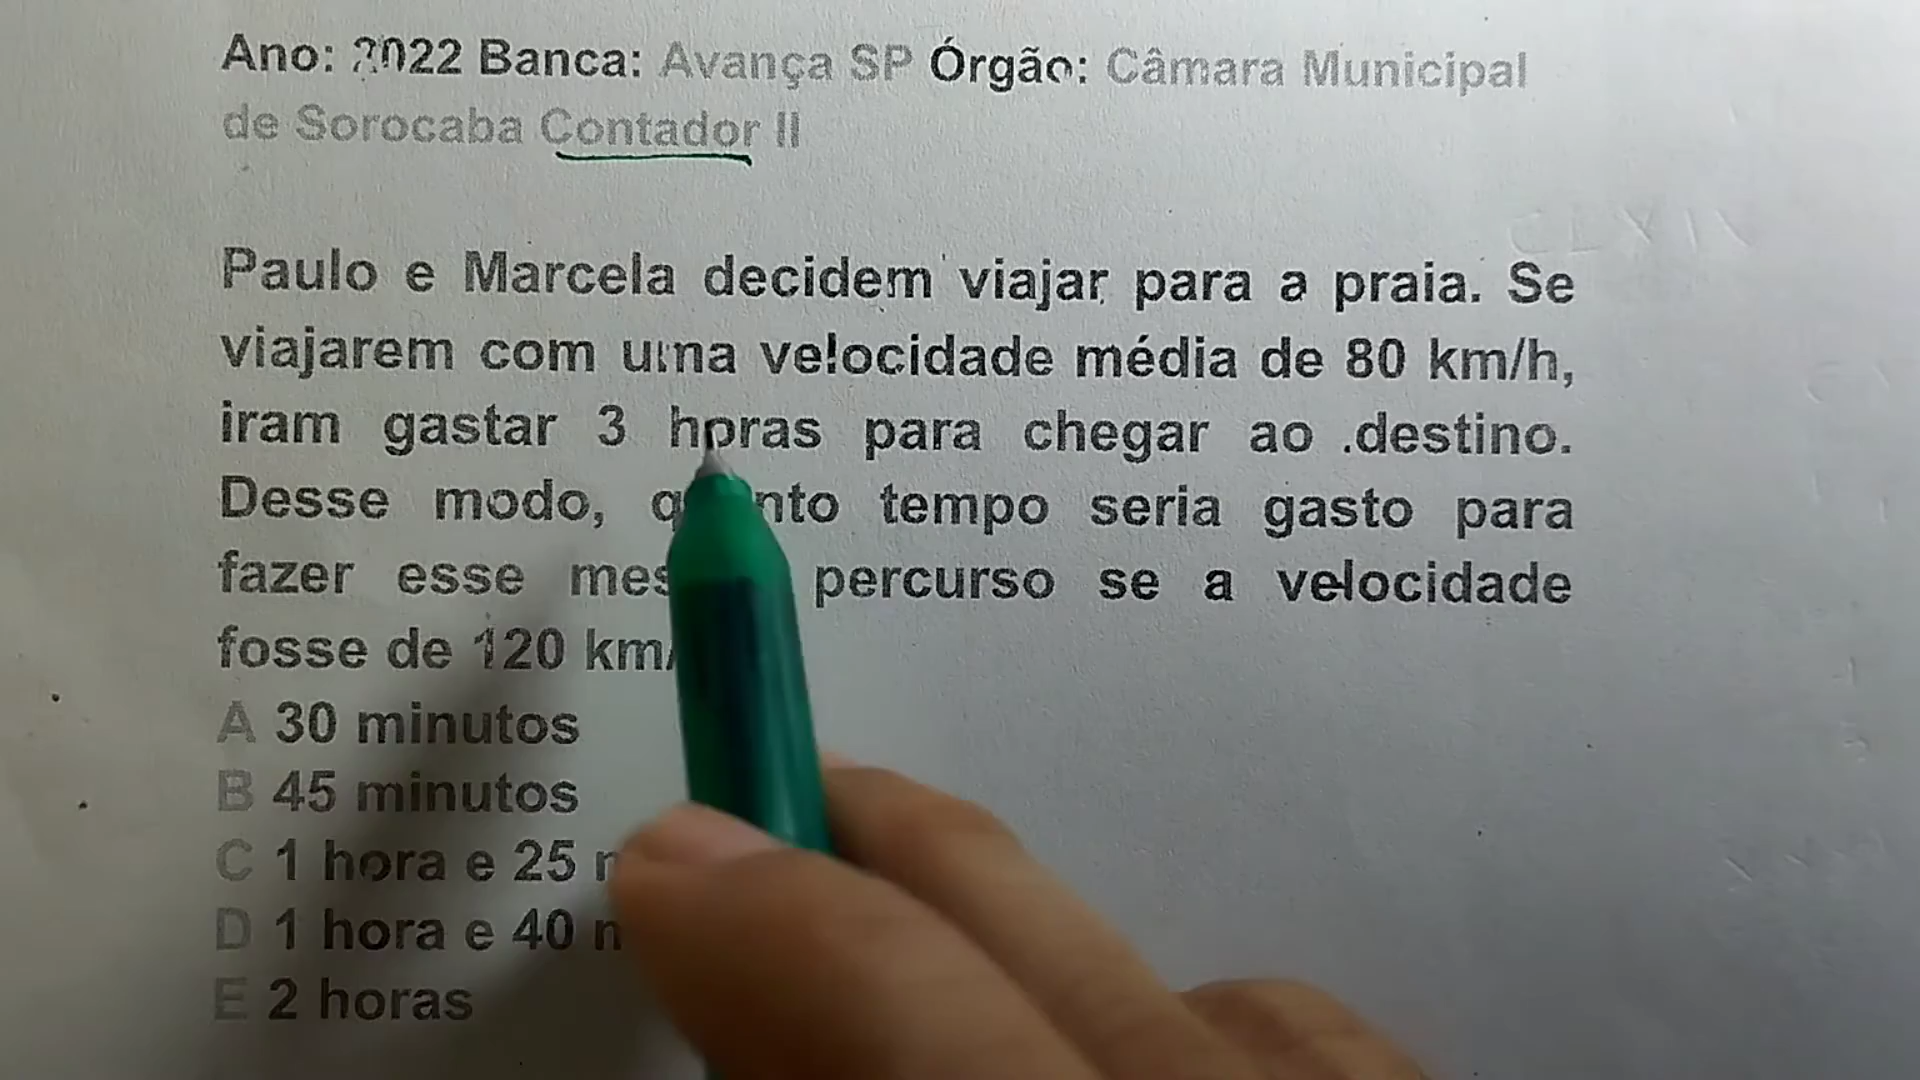 Ano: 2022 Banca: Avança SP Órgão: Câmara Municipal
de Sorocaba Contador II
Paulo e Marcela decidem viajar para a praia. Se
viajarem com uma velocidade média de 80 km/h,
iram gastar 3 horas para chegar ao .destino.
Desse modo, tempo seria gasto para
fazer esse percurso se a velocidade
fosse de 120 km/
A 30 minutos
B 45 minutos
C 1 hora e 25
D 1 hora e 40
E 2 horas